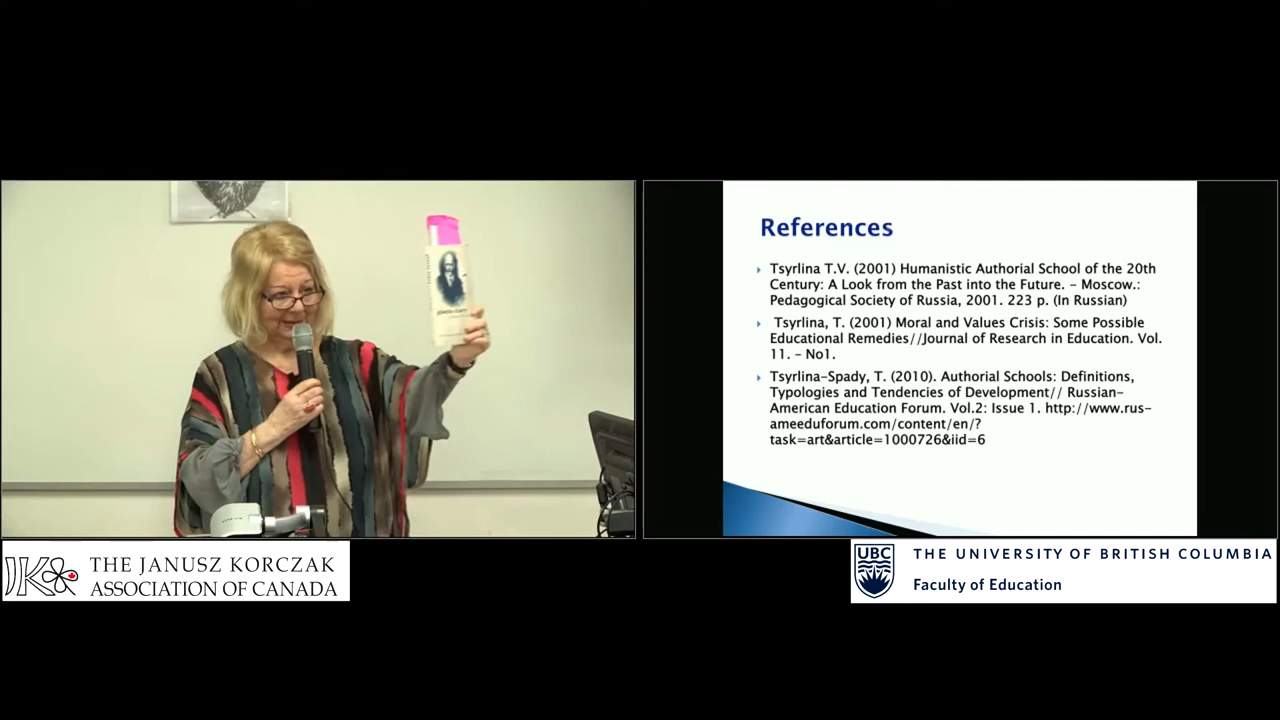 References
Tsyrlina T.V. (2001) Humanistic Authorial School of the 20th
Century: A Look from the Past into the Future. – Moscow.:
Pedagogical Society of Russia, 2001. 223 p. (In Russian)
Tsyrlina, T. (2001) Moral and Values Crisis: Some Possible
Educational Remedies//Journal of Research in Education. Vol.
11. – No1.
Tsyrlina-Spady, T. (2010). Authorial Schools: Definitions,
Typologies and Tendencies of Development// Russian-
American Education Forum. Vol.2: Issue 1. http://www.rus-
ameeduforum.com/content/en/?
task=art&article=1000726&iid=6
THE JANUSZ KORCZAK
ASSOCIATION OF CANADA
UBC
THE UNIVERSITY OF BRITISH COLUMBIA
Faculty of Education